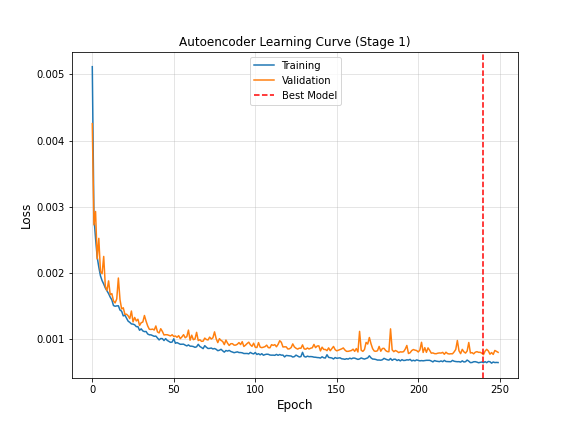 Autoencoder Learning Curve (Stage 1)
Training
Validation
Best Model
0.005
0.004
0.003
0.002
0.001
Loss
0
50
100
150
200
250
Epoch